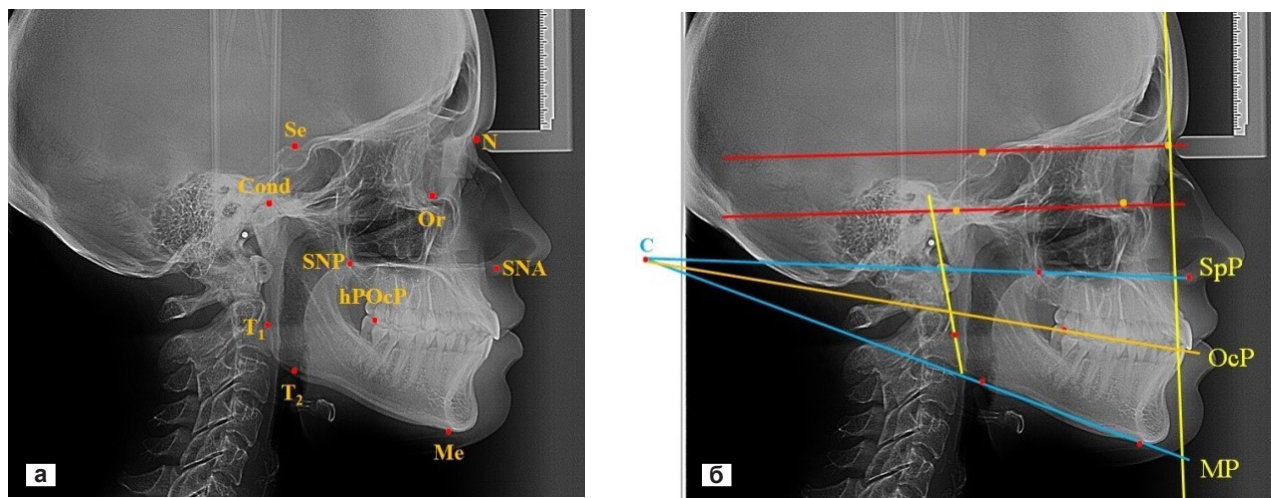 Se
N
Cond
Or
SNP
SNA
hPOcP
T₁
T₂
Me
а
C
SpP
OcP
MP
б